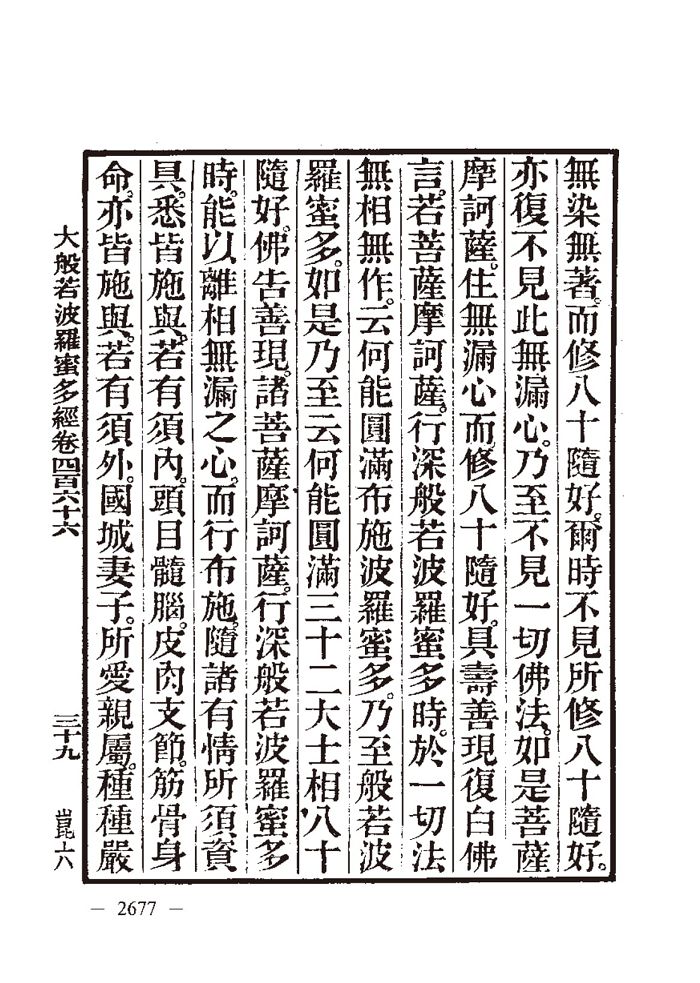 無染無著。而修八十隨好。爾時不見所修八十隨好。
亦復不見此無漏心。乃至不見一切佛法。如是菩薩
摩訶薩。住無漏心而修八十隨好。具壽善現復白佛
言。若菩薩摩訶薩。行深般若波羅蜜多時。於一切法
無相無作。云何能圓滿布施波羅蜜多。乃至般若波
羅蜜多。如是乃至云何能圓滿三十二大士相。八十
隨好。佛告善現。諸菩薩摩訶薩。行深般若波羅蜜多
時。能以離相無漏之心。而行布施。隨諸有情所須資
具。悉皆施與。若有須內。頭目髓腦。皮肉支節。筋骨身
命。亦皆施與。若有須外。國城妻子。所愛親屬。種種嚴
大般若波羅蜜多經卷四百六十六 三十九
— 2677 —